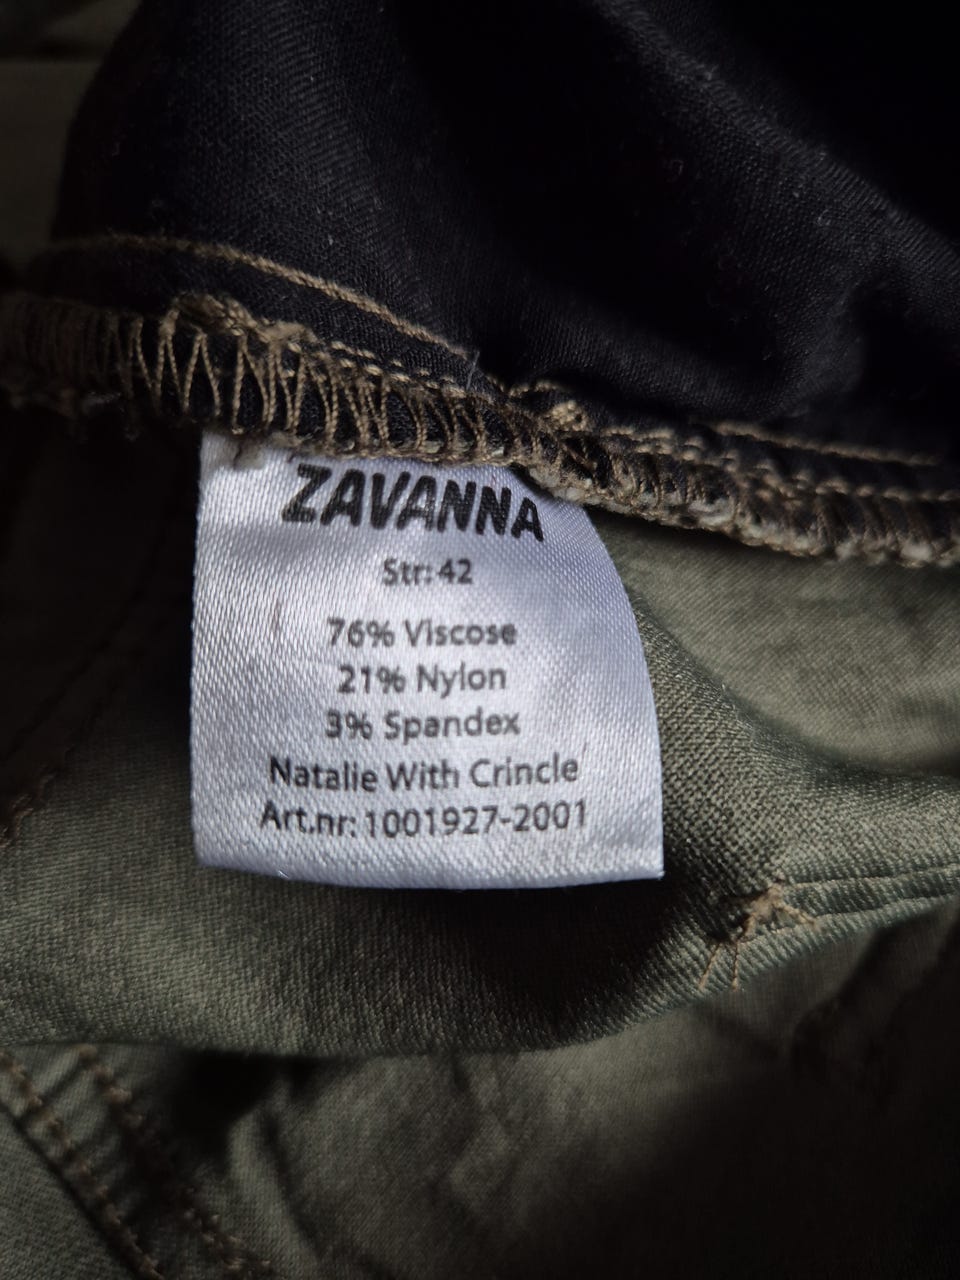 ZAVANNA
Str: 42
76% Viscose
21% Nylon
3% Spandex
Natalie With Crincle
Art.nr: 1001927-2001